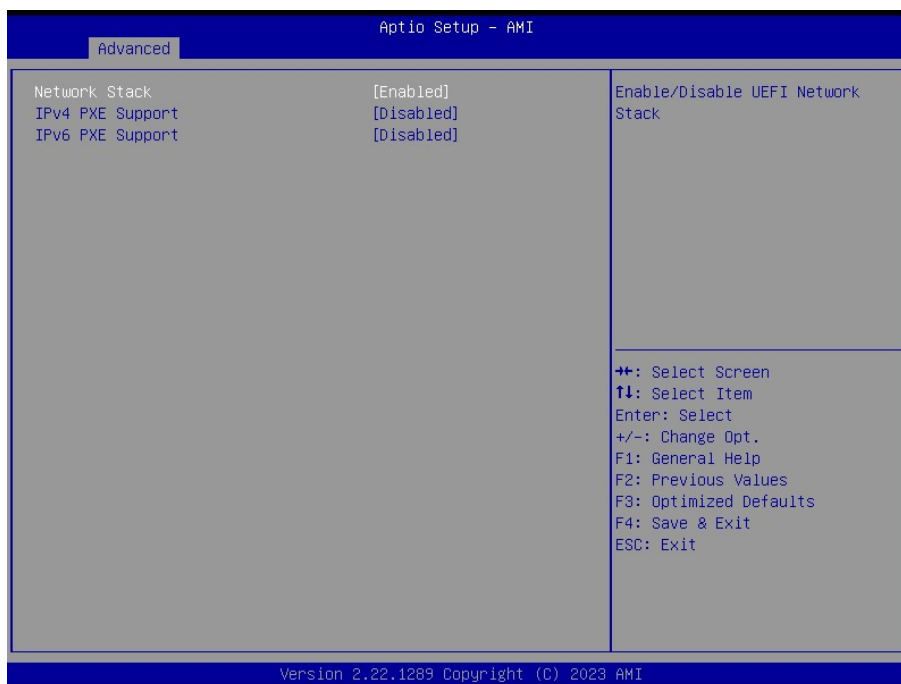 Aptio Setup – AMI
Advanced
Network Stack [Enabled]
IPv4 PXE Support [Disabled]
IPv6 PXE Support [Disabled]
Enable/Disable UEFI Network
Stack
→←: Select Screen
↑↓: Select Item
Enter: Select
+/-: Change Opt.
F1: General Help
F2: Previous Values
F3: Optimized Defaults
F4: Save & Exit
ESC: Exit
Version 2.22.1289 Copyright (C) 2023 AMI